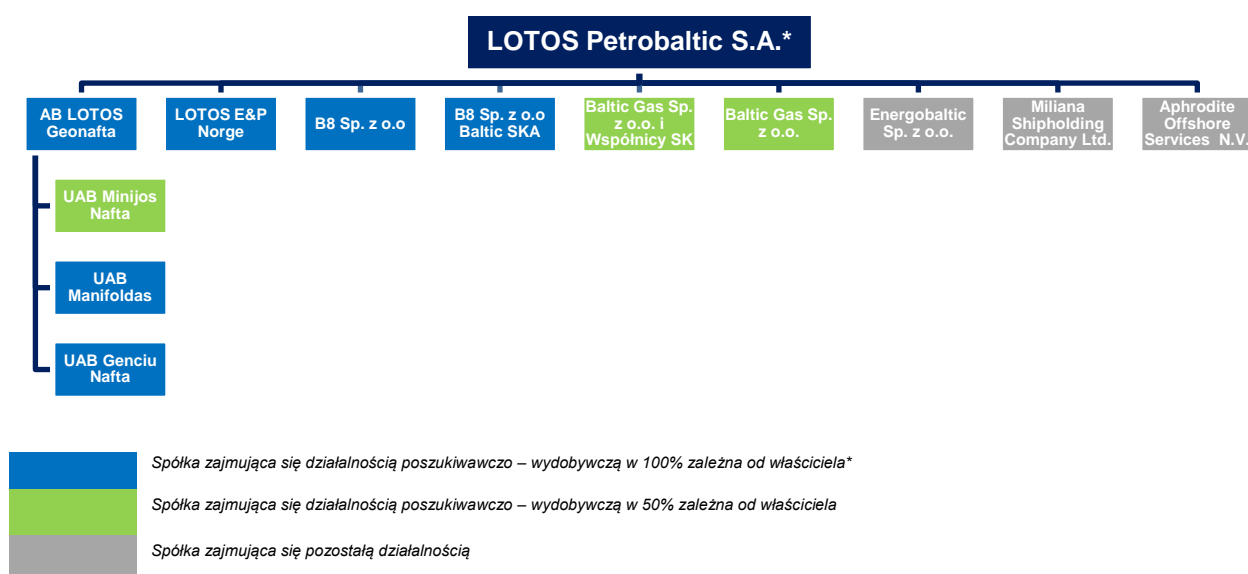 LOTOS Petrobaltic S.A.*
AB LOTOS
Geonafta
LOTOS E&P
Norge
B8 Sp. z o.o
B8 Sp. z o.o
Baltic SKA
Baltic Gas Sp.
z o.o. i
Wspólnicy SK
Baltic Gas Sp.
z o.o.
Energobaltic
Sp. z o.o.
Miliana
Shipholding
Company Ltd.
Aphrodite
Offshore
Services N.V.
UAB Minijos
Nafta
UAB
Manifoldas
UAB Genciu
Nafta
Spółka zajmująca się działalnością poszukiwawczo – wydobywczą w 100% zależna od właściciela*
Spółka zajmująca się działalnością poszukiwawczo – wydobywczą w 50% zależna od właściciela
Spółka zajmująca się pozostałą działalnością